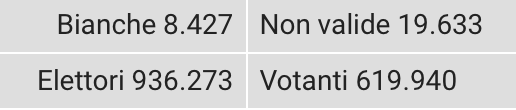 Bianche 8.427
Non valide 19.633
Elettori 936.273
Votanti 619.940